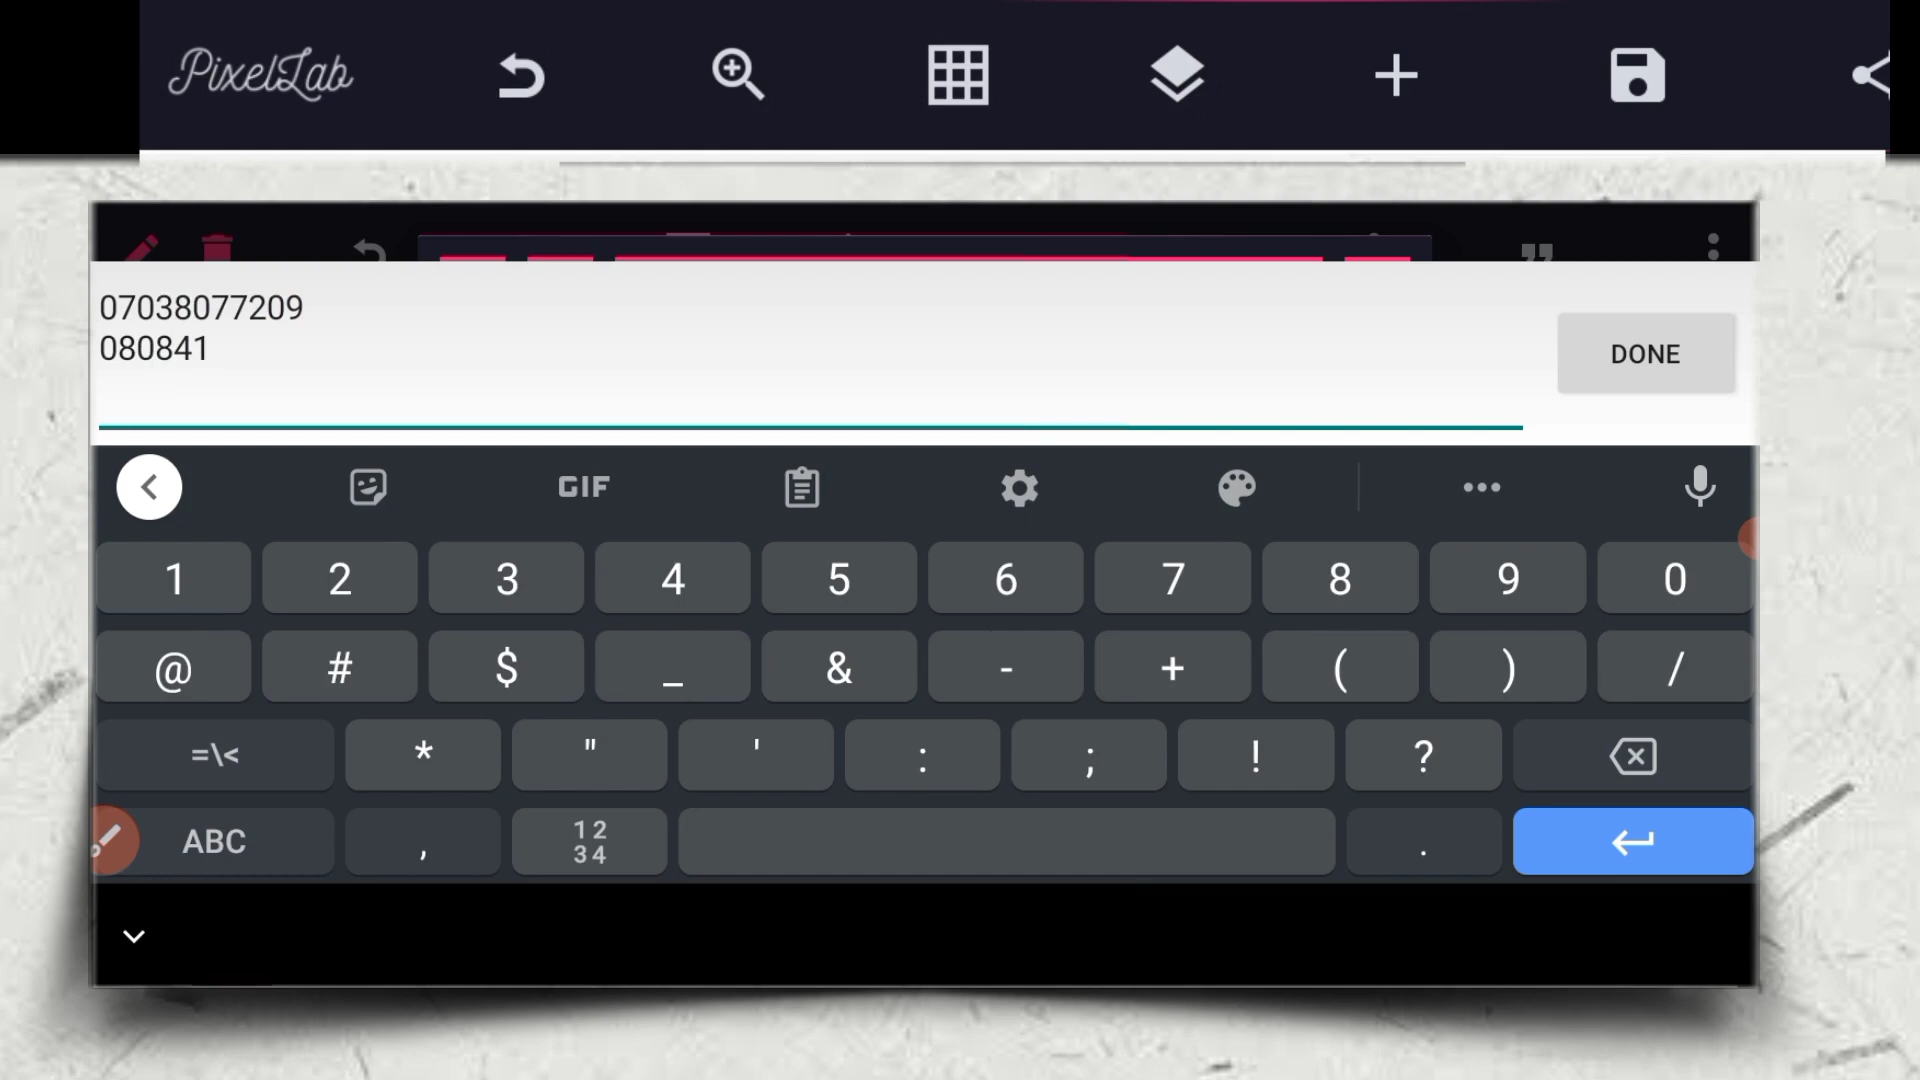 PixelLab
07038077209
080841
DONE
GIF
1 2 3 4 5 6 7 8 9 0
@ # $ _ & - + ( ) /
=\< * " ' : ; ! ?
ABC , 12 34 .